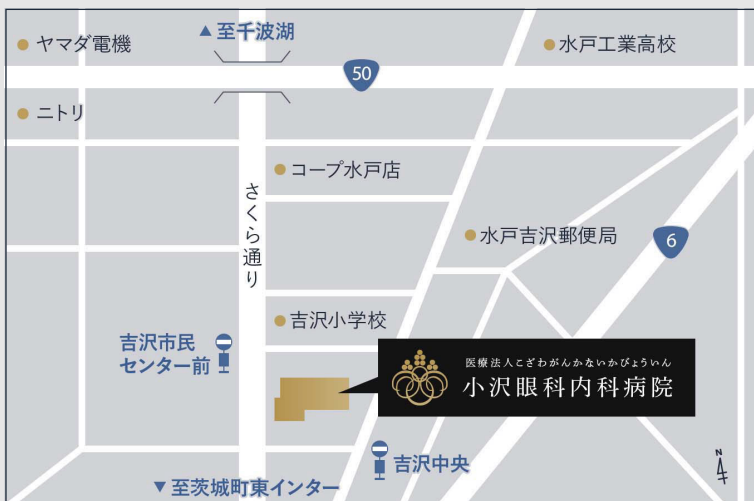 ヤマダ電機
▲至千波湖
水戸工業高校
50
ニトリ
コープ水戸店
さくら通り
水戸吉沢郵便局
6
吉沢小学校
吉沢市民
センター前
医療法人こざわがんかないかびょういん
小沢眼科内科病院
吉沢中央
▼至茨城町東インター
N